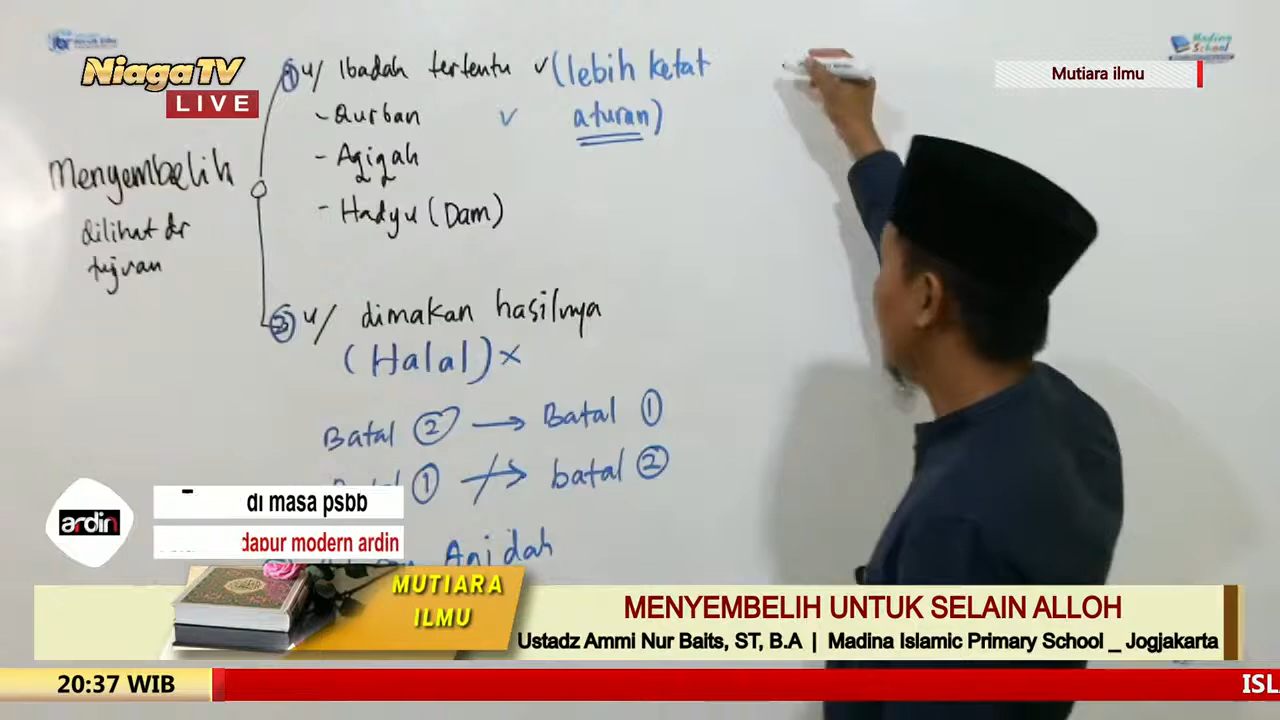 NiagaTV
LIVE
Mading
School
Mutiara ilmu
Menyembelih
dilihat dr
tujuan
① u/ Ibadah tertentu ✓ (lebih ketat
aturan)
- Qurban ✓
- Aqiqah
- Hadyu (Dam)
② u/ dimakan hasilnya
(Halal) ×
Batal ② → Batal ①
① batal ②
Aqidah
ardin
di masa psbb
dapur modern ardin
MUTIARA
ILMU
MENYEMBELIH UNTUK SELAIN ALLOH
Ustadz Ammi Nur Baits, ST, B.A | Madina Islamic Primary School _ Jogjakarta
20:37 WIB
ISL